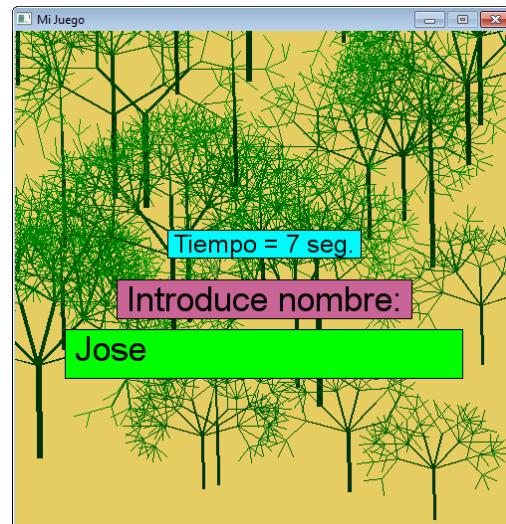 Mi Juego
Tiempo = 7 seg.
Introduce nombre:
Jose